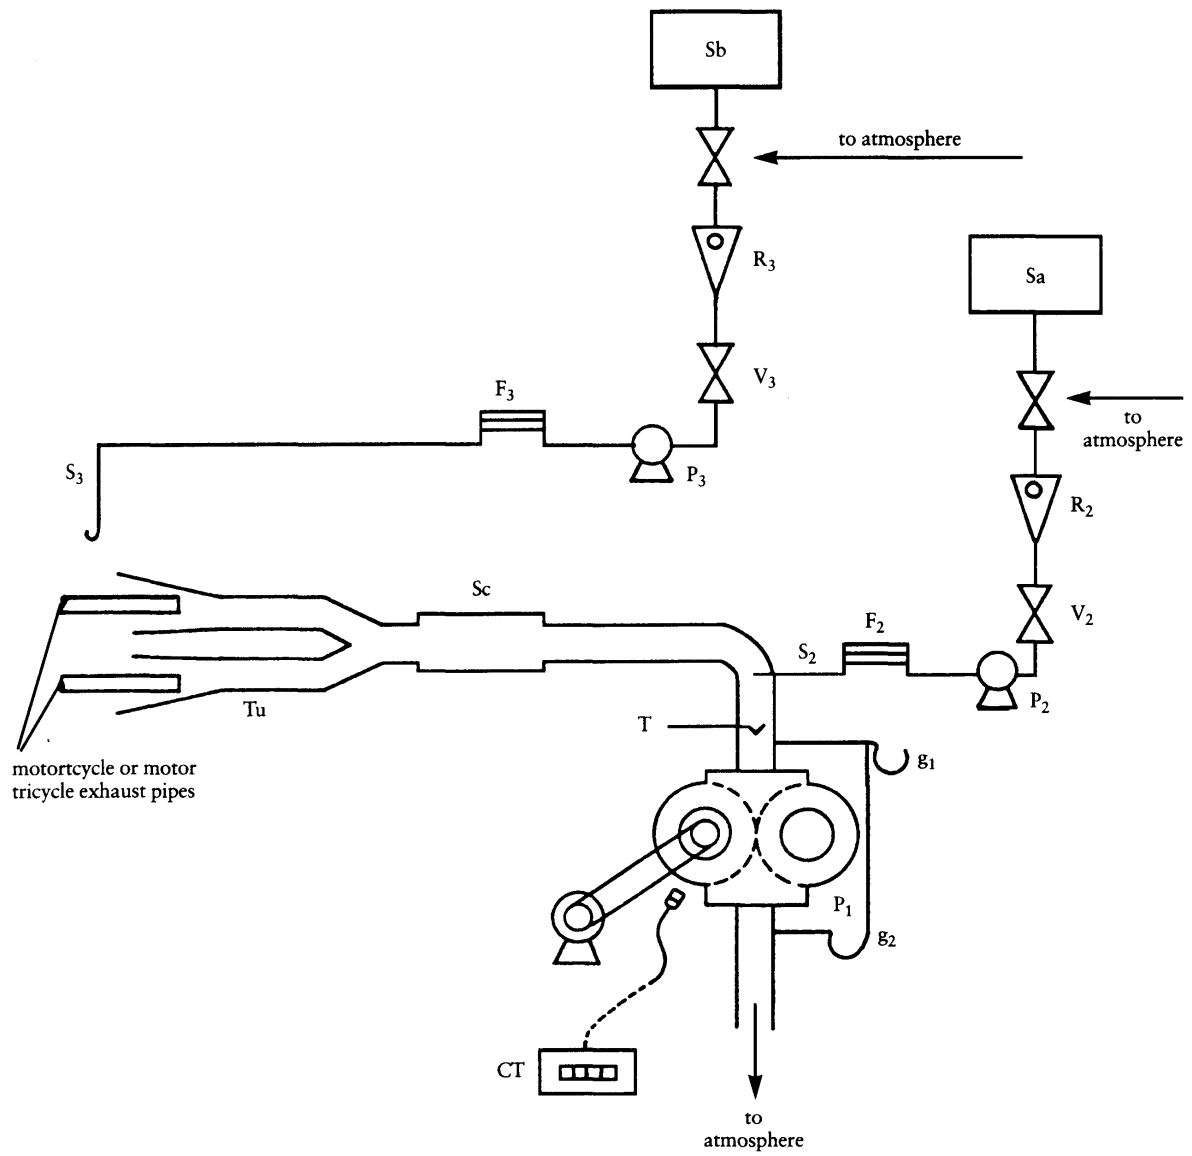 Sb
to atmosphere
R3
Sa
V3
F3
to
atmosphere
S3
P3
R2
Sc
V2
F2
S2
Tu
P2
T
g1
motortcycle or motor
tricycle exhaust pipes
P1
g2
CT
to
atmosphere